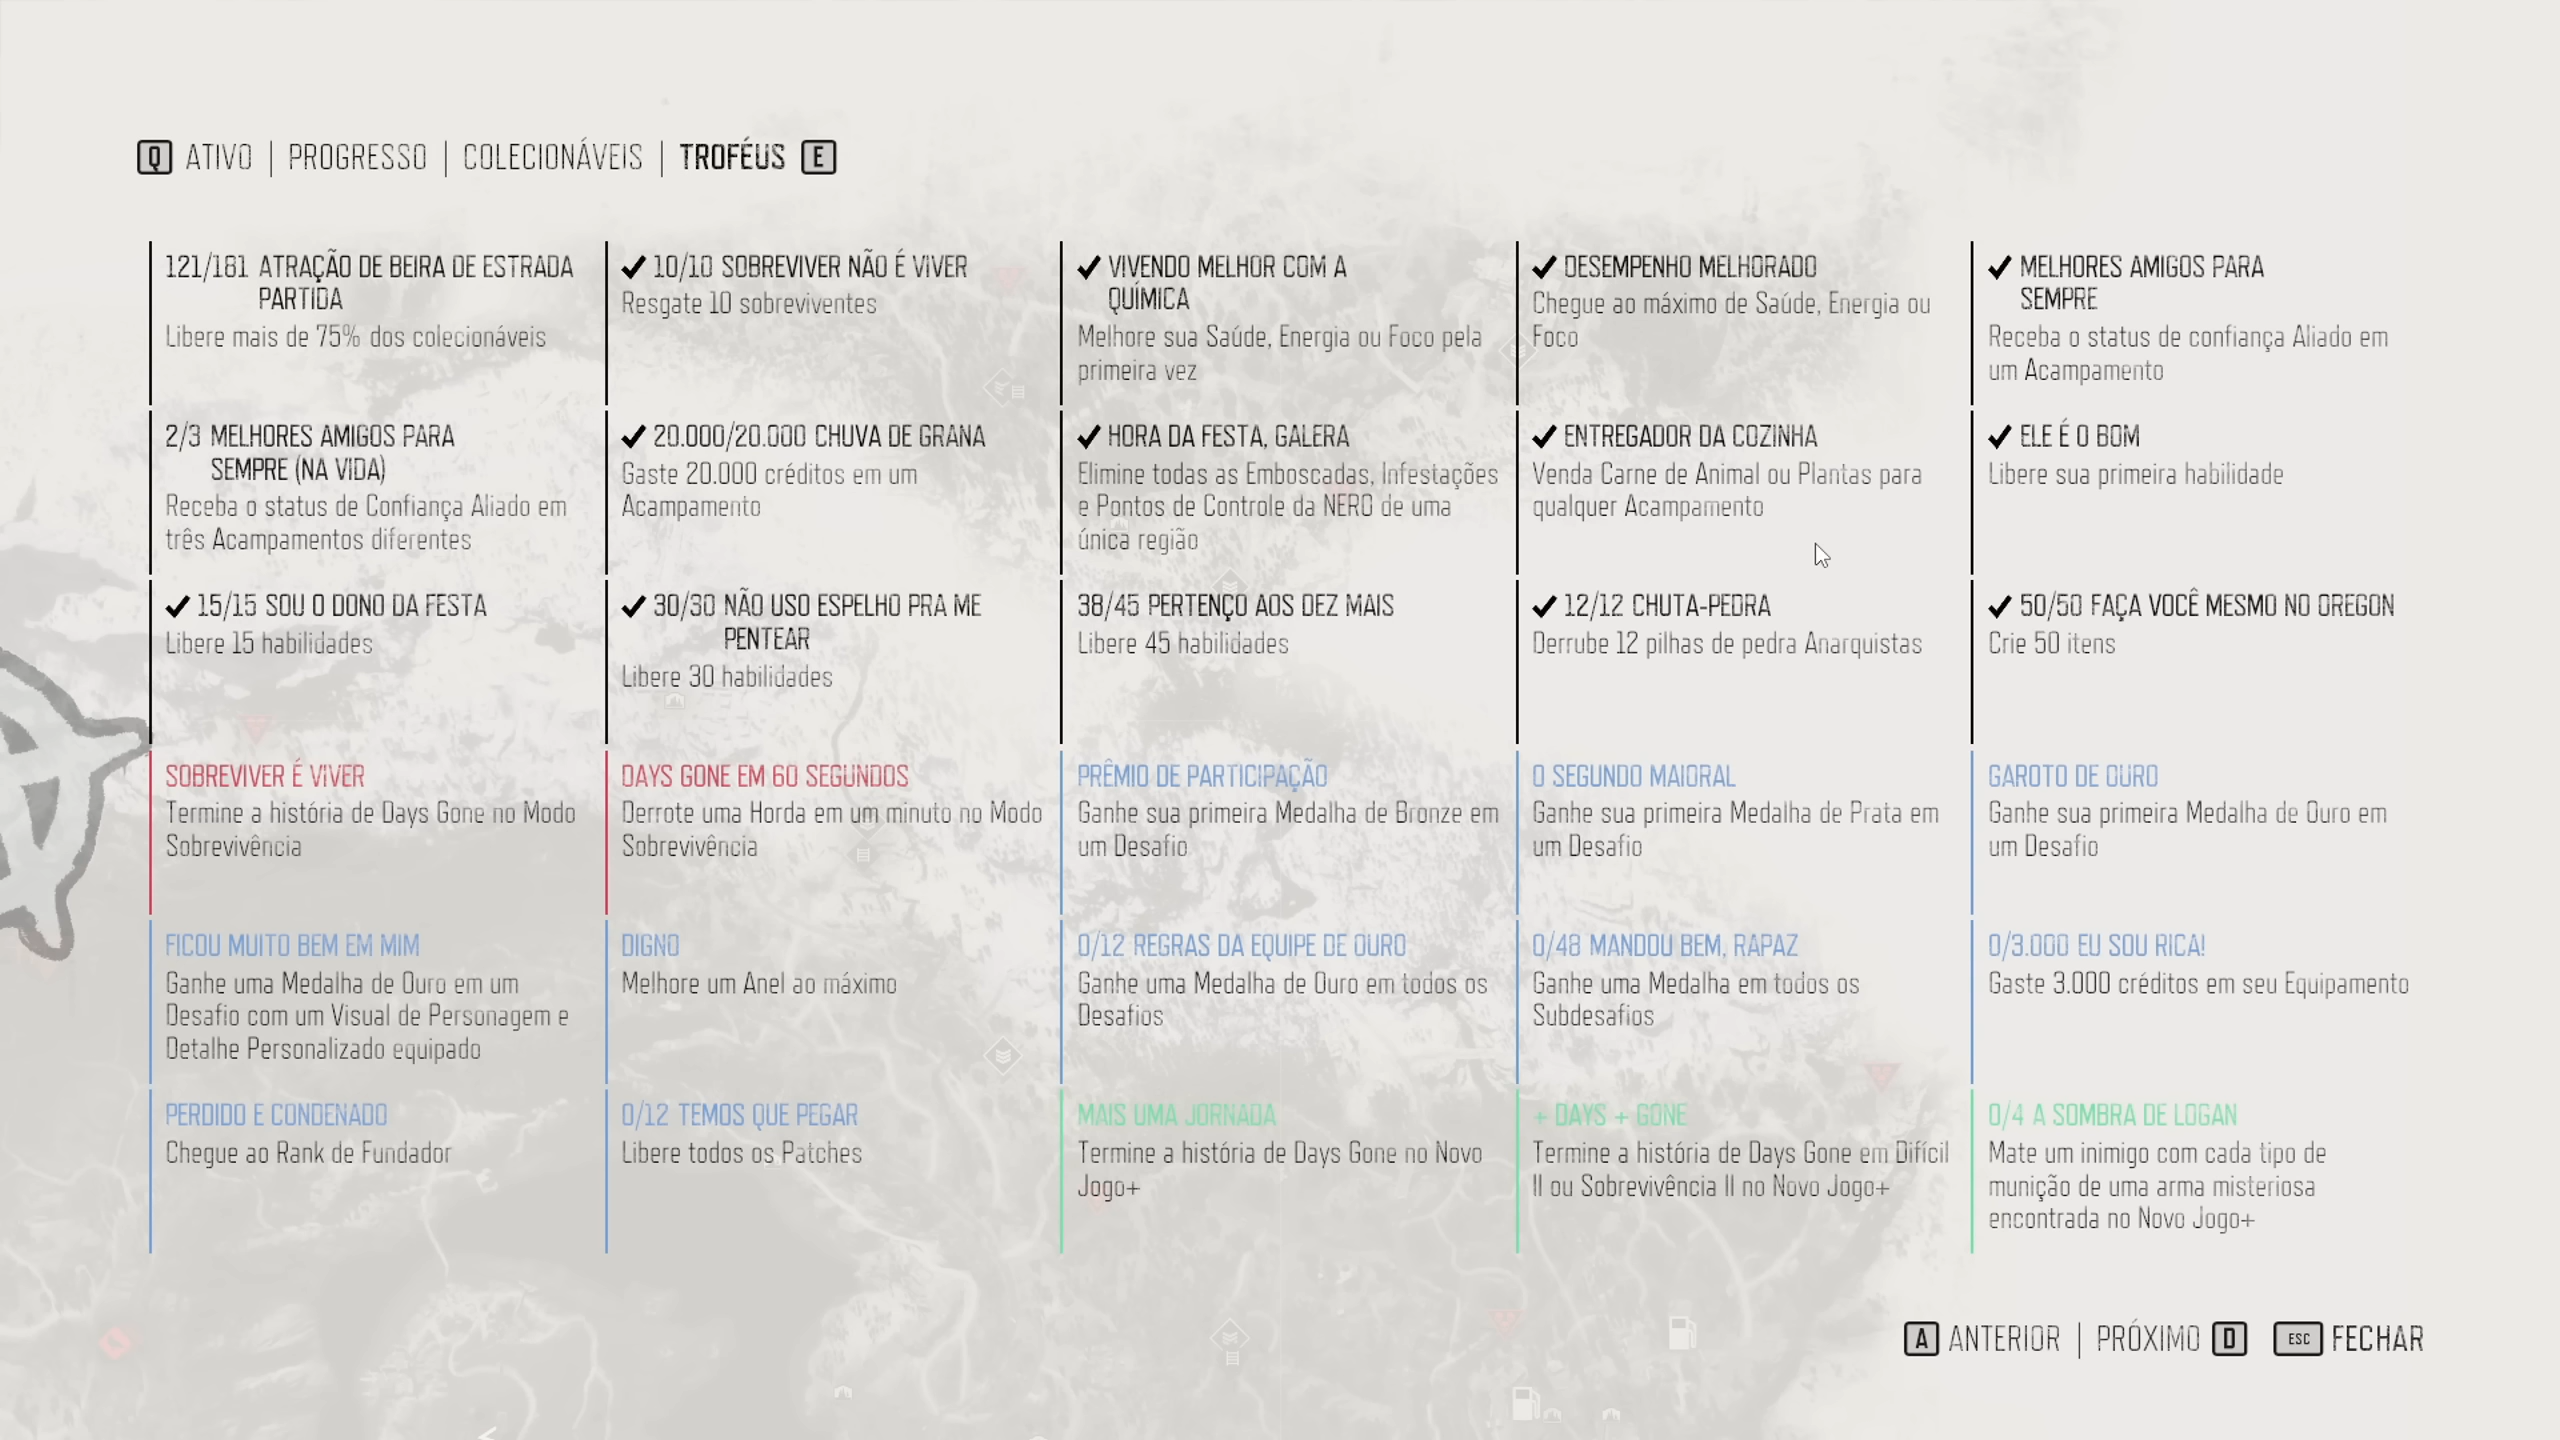 Q ATIVO | PROGRESSO | COLECIONÁVEIS | TROFÉUS E
121/181 ATRAÇÃO DE BEIRA DE ESTRADA
PARTIDA
Libere mais de 75% dos colecionáveis
10/10 SOBREVIVER NÃO É VIVER
Resgate 10 sobreviventes
VIVENDO MELHOR COM A
QUÍMICA
Melhore sua Saúde, Energia ou Foco pela
primeira vez
DESEMPENHO MELHORADO
Chegue ao máximo de Saúde, Energia ou
Foco
MELHORES AMIGOS PARA
SEMPRE
Receba o status de confiança Aliado em
um Acampamento
2/3 MELHORES AMIGOS PARA
SEMPRE (NA VIDA)
Receba o status de Confiança Aliado em
três Acampamentos diferentes
20.000/20.000 CHUVA DE GRANA
Gaste 20.000 créditos em um
Acampamento
HORA DA FESTA, GALERA
Elimine todas as Emboscadas, Infestações
e Pontos de Controle da NERO de uma
única região
ENTREGADOR DA COZINHA
Venda Carne de Animal ou Plantas para
qualquer Acampamento
ELE É O BOM
Libere sua primeira habilidade
15/15 SOU O DONO DA FESTA
Libere 15 habilidades
30/30 NÃO USO ESPELHO PRA ME
PENTEAR
Libere 30 habilidades
38/45 PERTENÇO AOS DEZ MAIS
Libere 45 habilidades
12/12 CHUTA-PEDRA
Derrube 12 pilhas de pedra Anarquistas
50/50 FAÇA VOCÊ MESMO NO OREGON
Crie 50 itens
SOBREVIVER É VIVER
Termine a história de Days Gone no Modo
Sobrevivência
DAYS GONE EM 60 SEGUNDOS
Derrote uma Horda em um minuto no Modo
Sobrevivência
PRÊMIO DE PARTICIPAÇÃO
Ganhe sua primeira Medalha de Bronze em
um Desafio
O SEGUNDO MAIORAL
Ganhe sua primeira Medalha de Prata em
um Desafio
GAROTO DE OURO
Ganhe sua primeira Medalha de Ouro em
um Desafio
FICOU MUITO BEM EM MIM
Ganhe uma Medalha de Ouro em um
Desafio com um Visual de Personagem e
Detalhe Personalizado equipado
DIGNO
Melhore um Anel ao máximo
0/12 REGRAS DA EQUIPE DE OURO
Ganhe uma Medalha de Ouro em todos os
Desafios
0/48 MANDOU BEM, RAPAZ
Ganhe uma Medalha em todos os
Subdesafios
0/3.000 EU SOU RICA!
Gaste 3.000 créditos em seu Equipamento
PERDIDO E CONDENADO
Chegue ao Rank de Fundador
0/12 TEMOS QUE PEGAR
Libere todos os Patches
MAIS UMA JORNADA
Termine a história de Days Gone no Novo
Jogo+
+ DAYS + GONE
Termine a história de Days Gone em Difícil
II ou Sobrevivência II no Novo Jogo+
0/4 A SOMBRA DE LOGAN
Mate um inimigo com cada tipo de
munição de uma arma misteriosa
encontrada no Novo Jogo+
A ANTERIOR | PRÓXIMO D ESC FECHAR